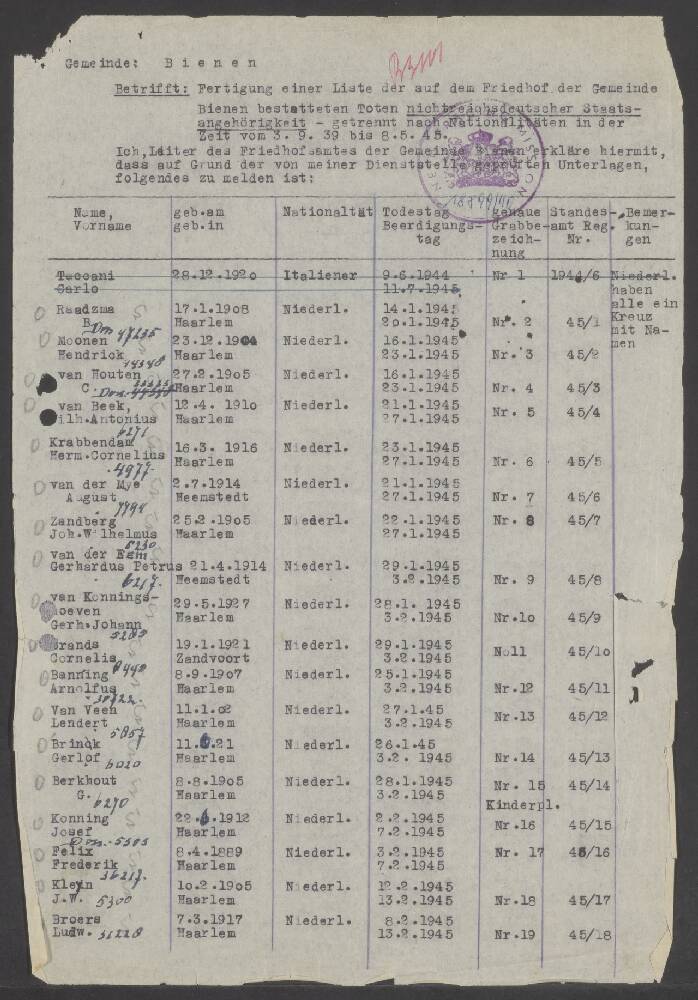 Gemeinde: B i e n e n
Betrifft: Fertigung einer Liste der auf dem Friedhof der Gemeinde
Bienen bestatteten Toten nichtreichsdeutscher Staats-
angehörigkeit - getrennt nach Nationalitäten in der
Zeit vom 3. 9. 39 bis 8.5. 45.
Ich, Leiter des Friedhofsamtes der Gemeinde Bienen erkläre hiermit,
dass auf Grund der von meiner Dienststelle geprüften Unterlagen,
folgendes zu melden ist:
Name, geb.am Nationalität Todestag genaue Standes- Bemer-
Vorname geb.in Beerdigungs- Grabbe- amt Reg. kun-
tag zeich- Nr. gen
nung
Tuccani 28.12.1920 Italiener 9.6.1944 Nr 1 1944/6 Niederl.
Carlo 11.7.1945 haben
alle ein
Kreuz
mit Na-
men
Raadzma 17.1.1908 Niederl. 14.1.1945
B. Haarlem 20.1.1945 Nr. 2 45/1
Moonen 23.12.1904 Niederl. 16.1.1945
Hendrick Haarlem 23.1.1945 Nr. 3 45/2
van Houten 27.2.1905 Niederl. 16.1.1945
C. Haarlem 23.1.1945 Nr. 4 45/3
van Beek, 12.4. 1910 Niederl. 21.1.1945
ilh.Antonius Haarlem 27.1.1945 Nr. 5 45/4
6271
Krabbendam 16.3. 1916 Niederl. 23.1.1945
Herm.Cornelius Haarlem 27.1.1945 Nr. 6 45/5
4977
van der Mye 2.7.1914 Niederl. 21.1.1945
August Heemstedt 27.1.1945 Nr. 7 45/6
Zandberg 25.2.1905 Niederl. 22.1.1945 Nr. 8 45/7
Joh.Wilhelmus Haarlem 27.1.1945
5230
van der Eem
Gerhardus Petrus 21.4.1914 Niederl. 29.1.1945
Heemstedt 3.2.1945 Nr. 9 45/8
6217
van Konnings-
hoeven 29.5.1927 Niederl. 28.1. 1945
Gerh.Johann Haarlem 3.2.1945 Nr.10 45/9
Brands 19.1.1921 Niederl. 29.1.1945
Cornelis Zandvoort 3.2.1945 No11 45/10
Banning 8.9.1907 Niederl. 25.1.1945
Arnolfus Haarlem 3.2.1945 Nr.12 45/11
Van Veen 11.1.02 Niederl. 27.1.45
Lendert Haarlem 3.2.1945 Nr.13 45/12
5857
Brinck 11.6.21 Niederl. 26.1.45
Gerlof Haarlem 3.2. 1945 Nr.14 45/13
6020
Berkhout 8.8.1905 Niederl. 28.1.1945 Nr. 15 45/14
G. Haarlem 3.2.1945 Kinderpl.
6270
Konning 22.6.1912 Niederl. 2.2.1945
Josef Haarlem 7.2.1945 Nr.16 45/15
Felix 8.4.1889 Niederl. 3.2.1945 Nr. 17 45/16
Frederik Haarlem 7.2.1945
Klein 10.2.1905 Niederl. 12.2.1945
J.W. 5300 Haarlem 13.2.1945 Nr.18 45/17
Broers 7.3.1917 Niederl. 8.2.1945
Ludw. Haarlem 13.2.1945 Nr.19 45/18